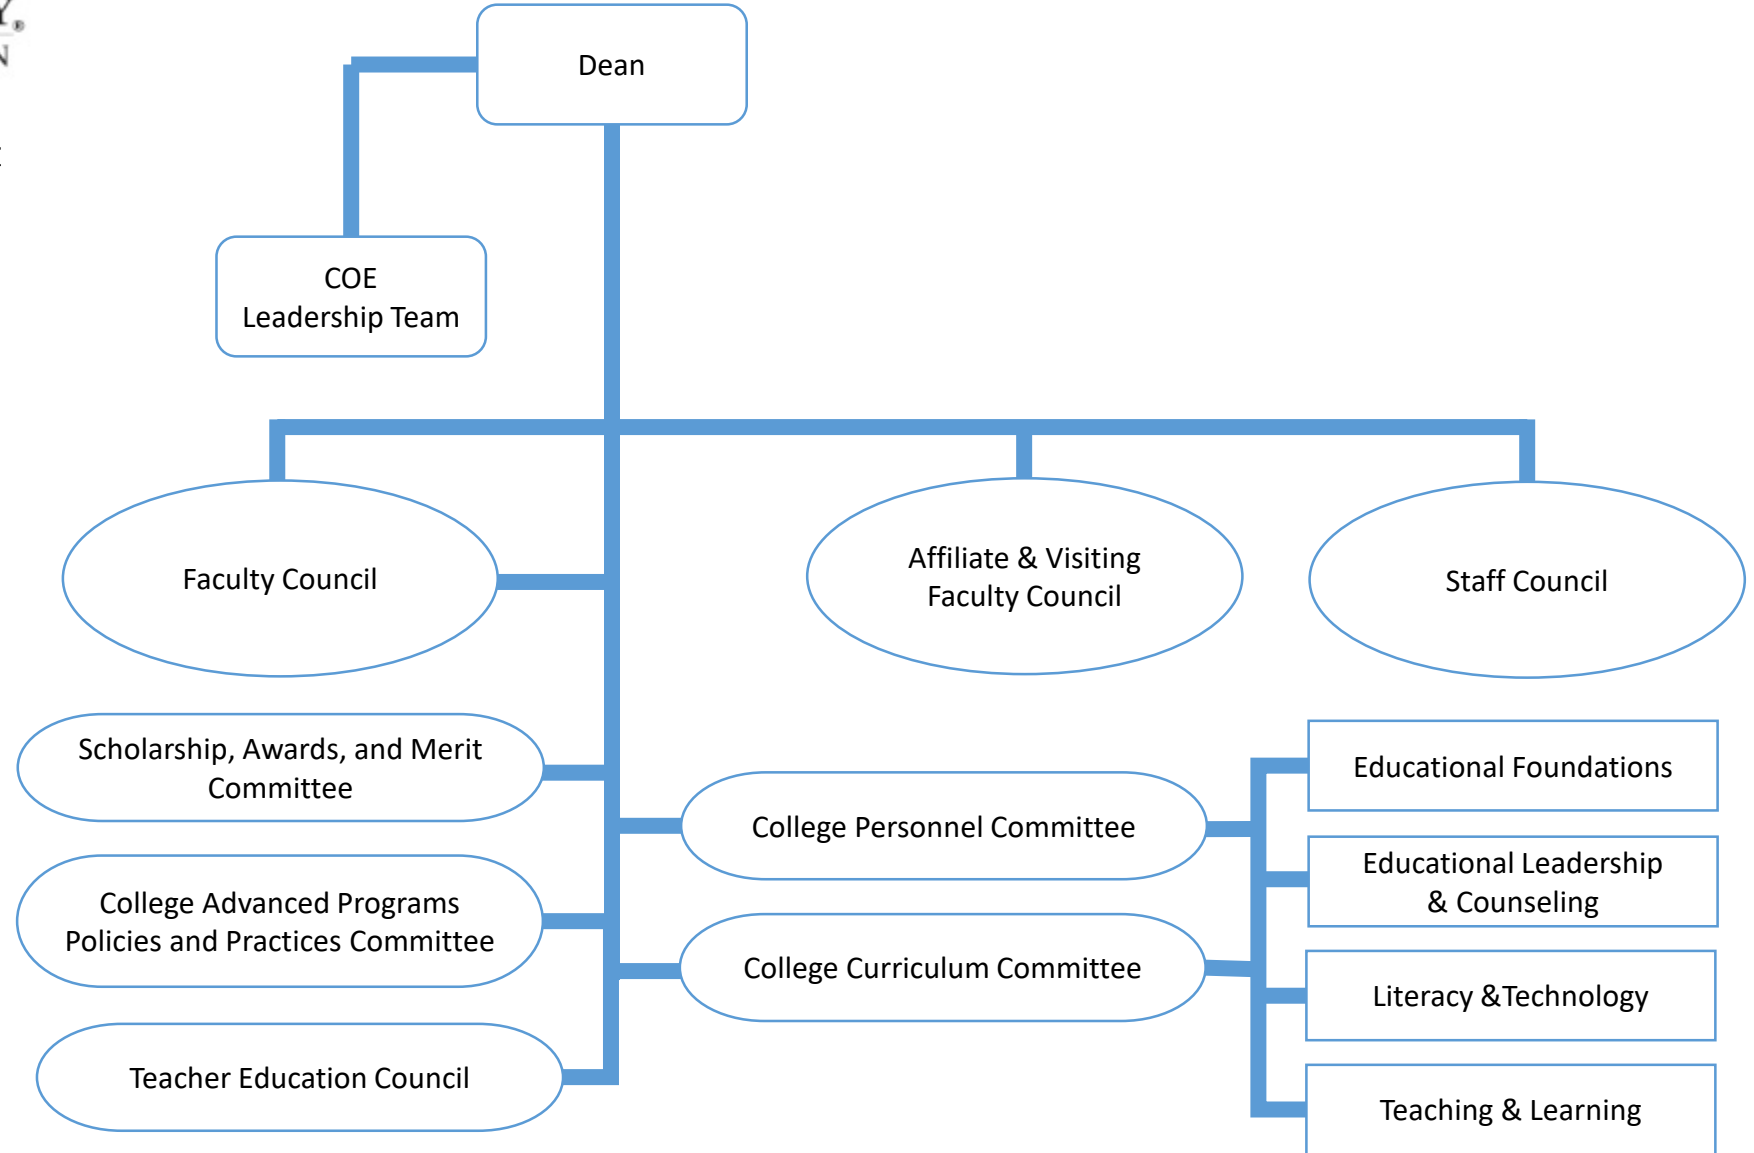 Dean
COE
Leadership Team
Faculty Council
Affiliate & Visiting
Faculty Council
Staff Council
Scholarship, Awards, and Merit
Committee
College Personnel Committee
Educational Foundations
Educational Leadership
& Counseling
College Advanced Programs
Policies and Practices Committee
College Curriculum Committee
Literacy &Technology
Teacher Education Council
Teaching & Learning